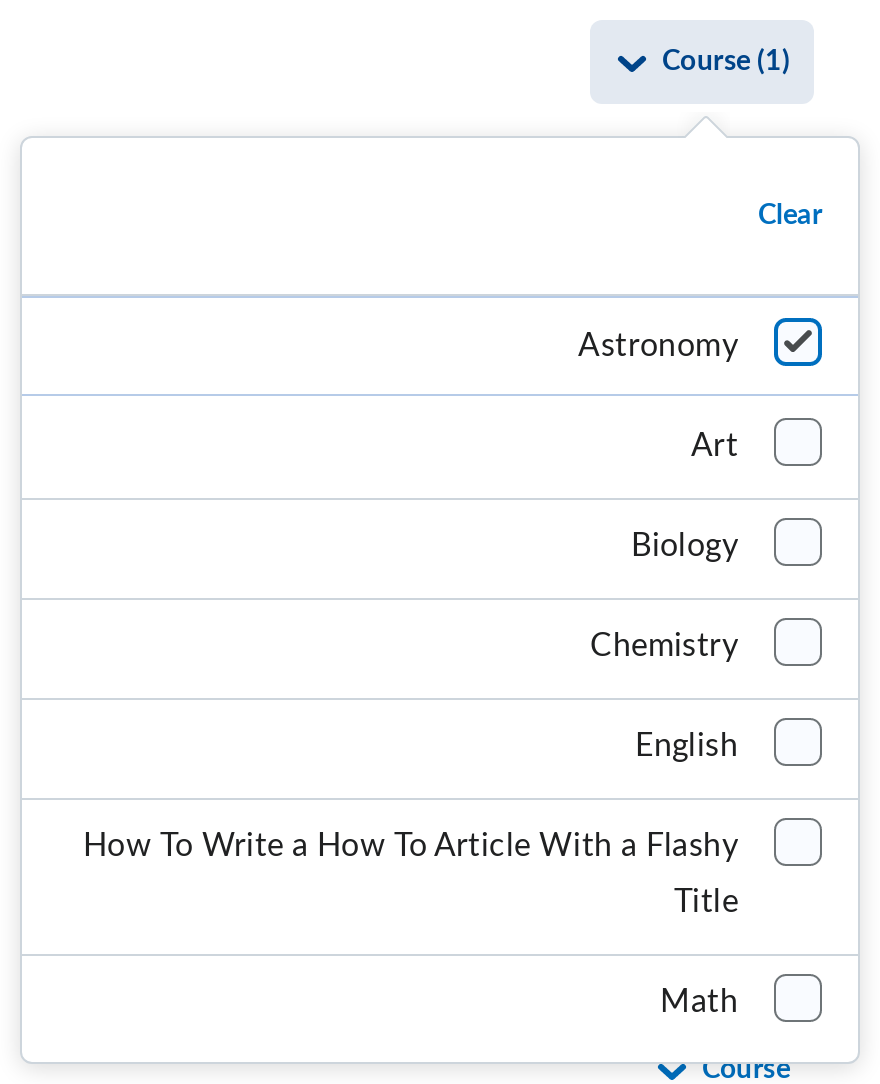 Course (1)
Clear
Astronomy
Art
Biology
Chemistry
English
How To Write a How To Article With a Flashy
Title
Math
Course